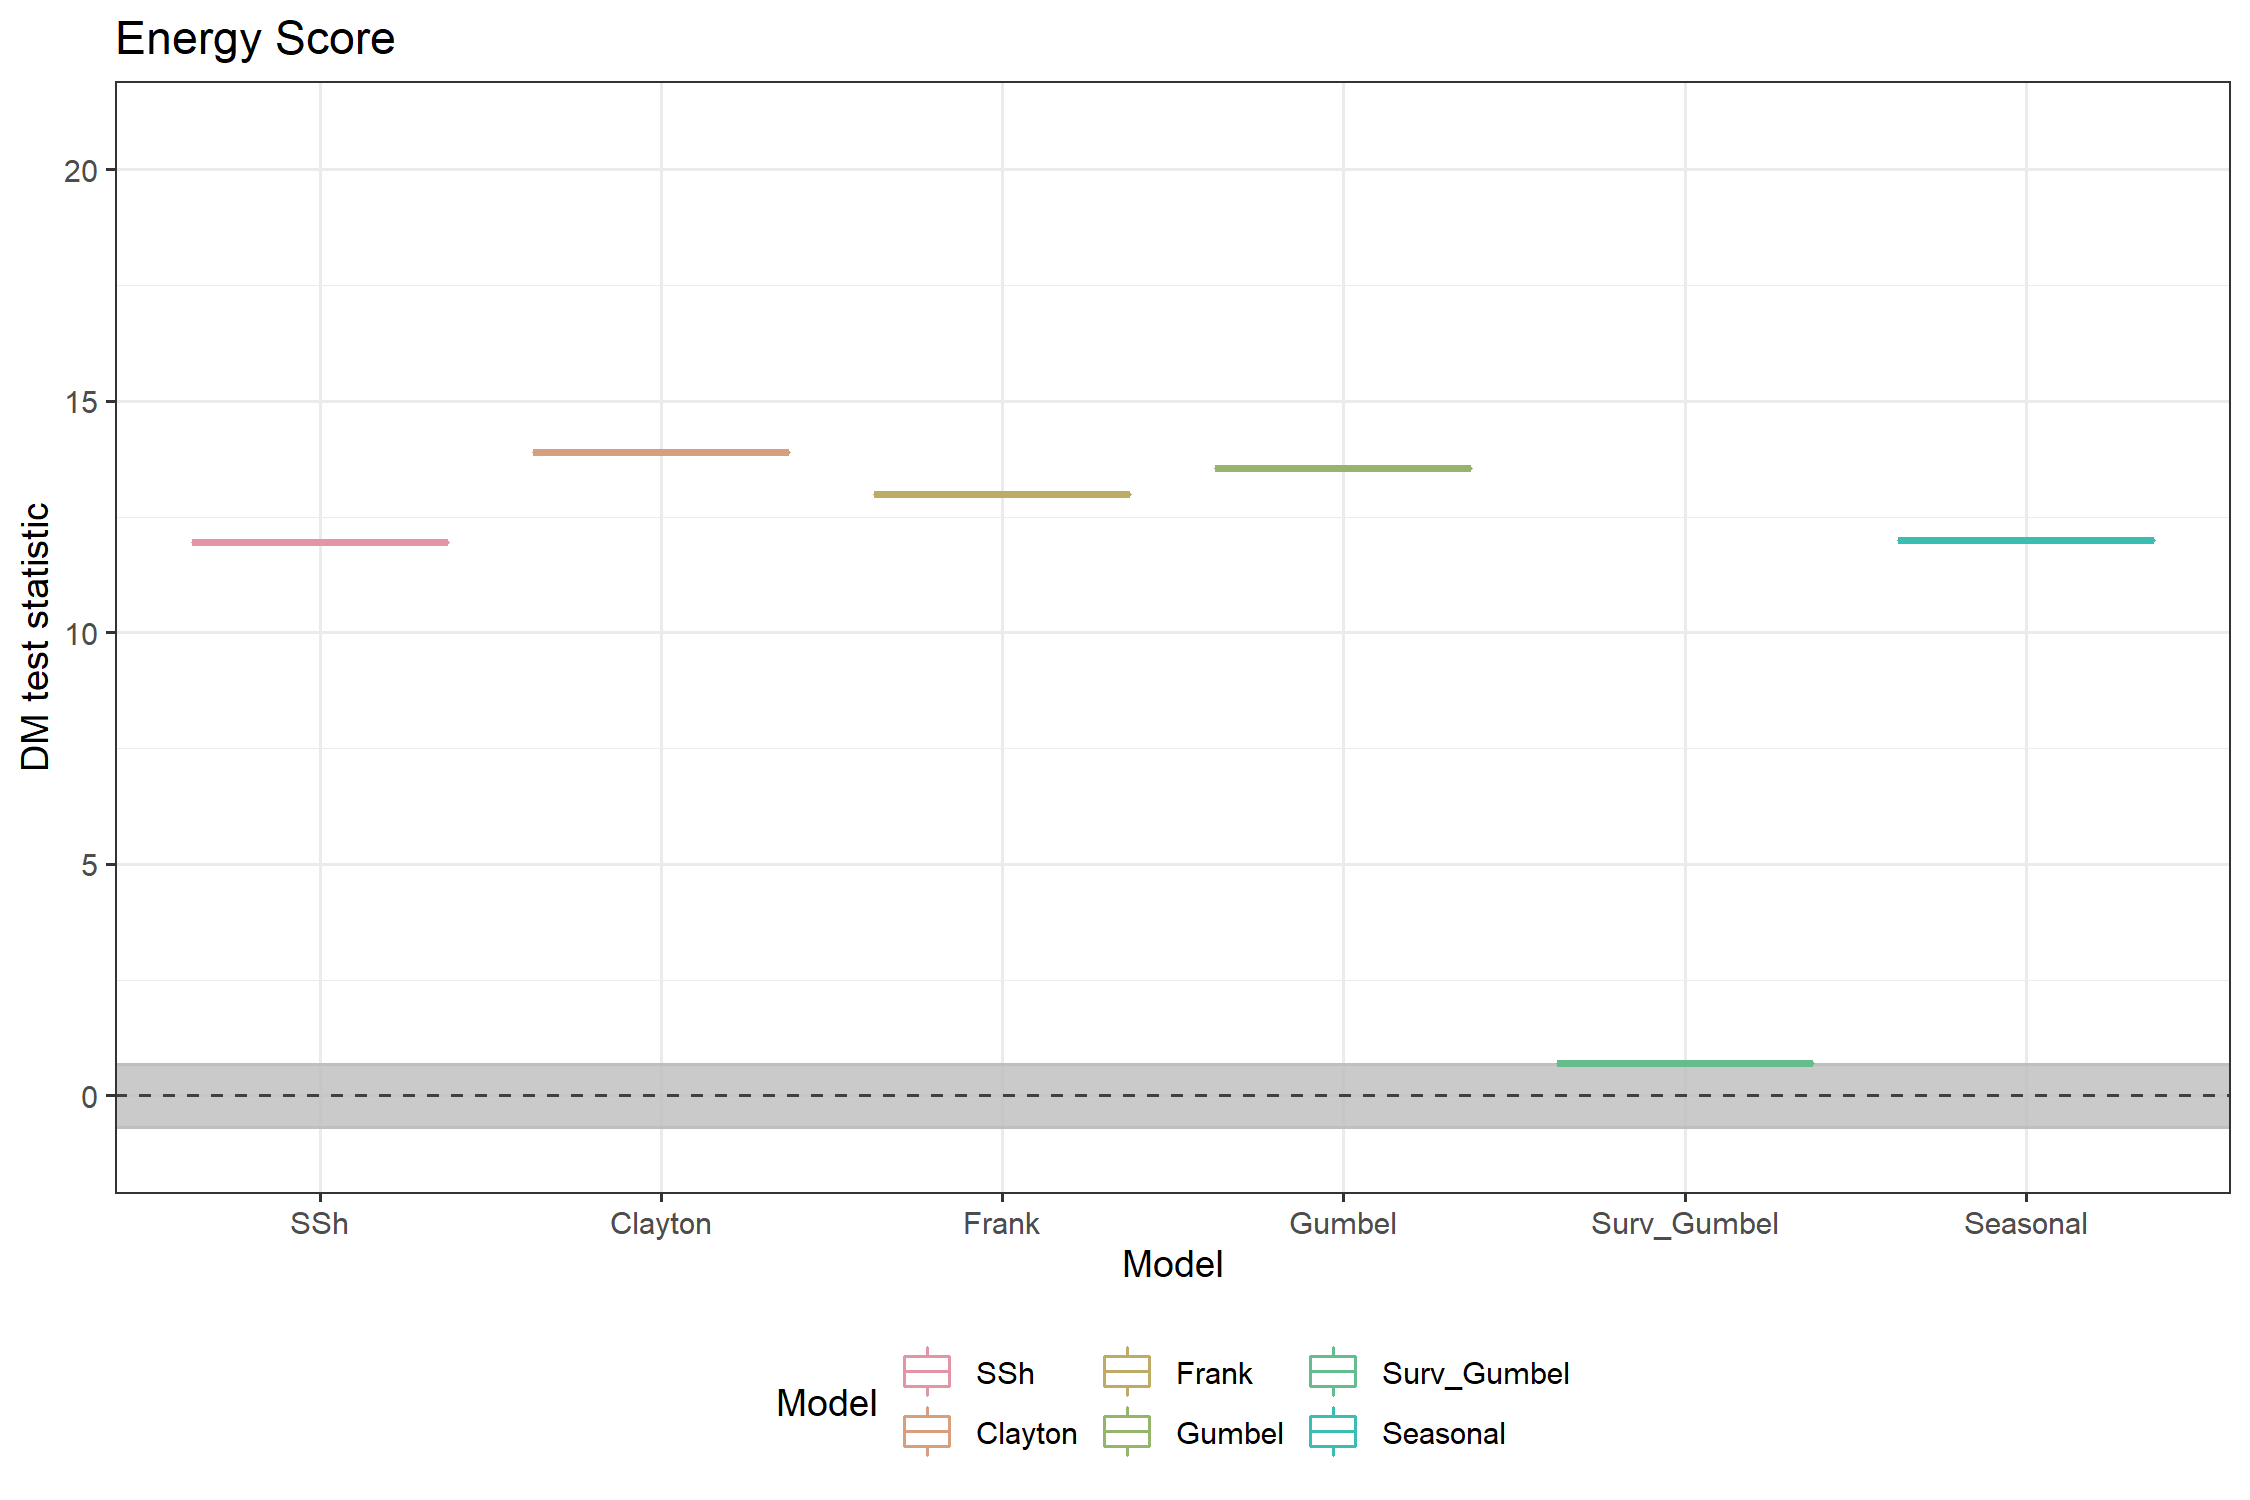 Energy Score
DM test statistic
20
15
10
5
0
SSh Clayton Frank Gumbel Surv_Gumbel Seasonal
Model
Model
SSh Frank Surv_Gumbel
Clayton Gumbel Seasonal